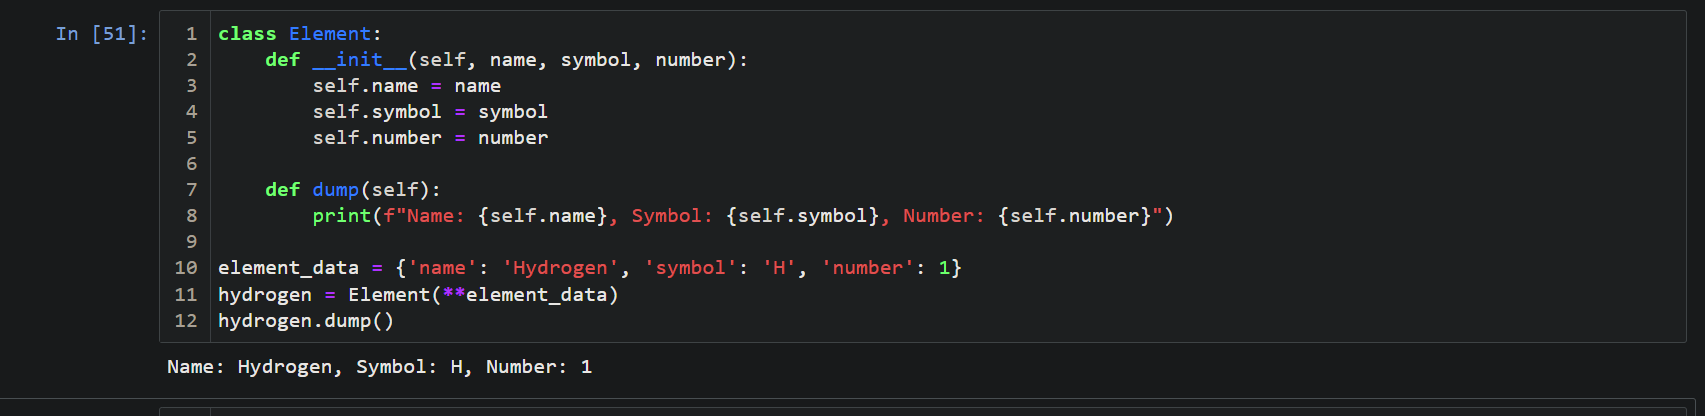 In [51]:
1 class Element:
2     def __init__(self, name, symbol, number):
3         self.name = name
4         self.symbol = symbol
5         self.number = number
6
7     def dump(self):
8         print(f"Name: {self.name}, Symbol: {self.symbol}, Number: {self.number}")
9
10 element_data = {'name': 'Hydrogen', 'symbol': 'H', 'number': 1}
11 hydrogen = Element(**element_data)
12 hydrogen.dump()
Name: Hydrogen, Symbol: H, Number: 1